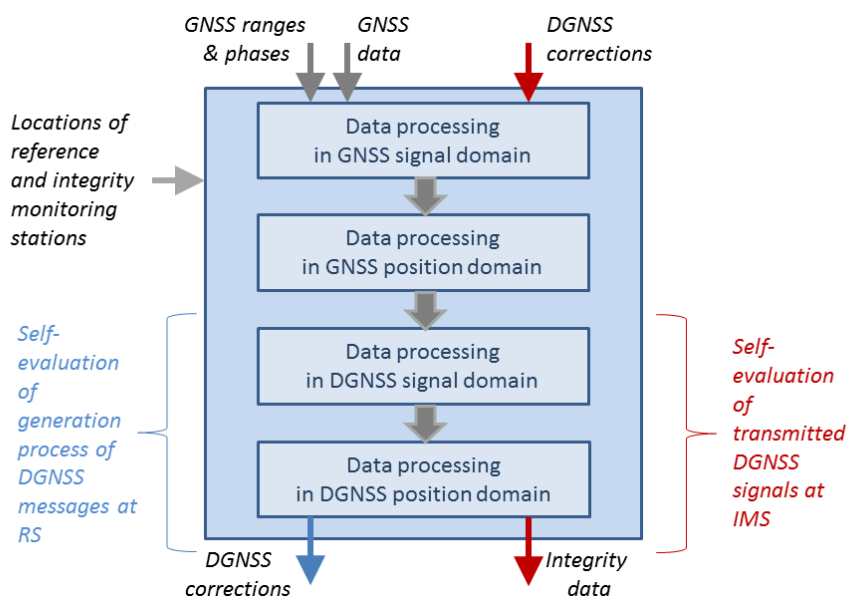 GNSS ranges
& phases
GNSS
data
DGNSS
corrections
Locations of
reference
and integrity
monitoring
stations
Data processing
in GNSS signal domain
Data processing
in GNSS position domain
Self-
evaluation
of
generation
process of
DGNSS
messages at
RS
Data processing
in DGNSS signal domain
Data processing
in DGNSS position domain
Self-
evaluation
of
transmitted
DGNSS
signals at
IMS
DGNSS
corrections
Integrity
data